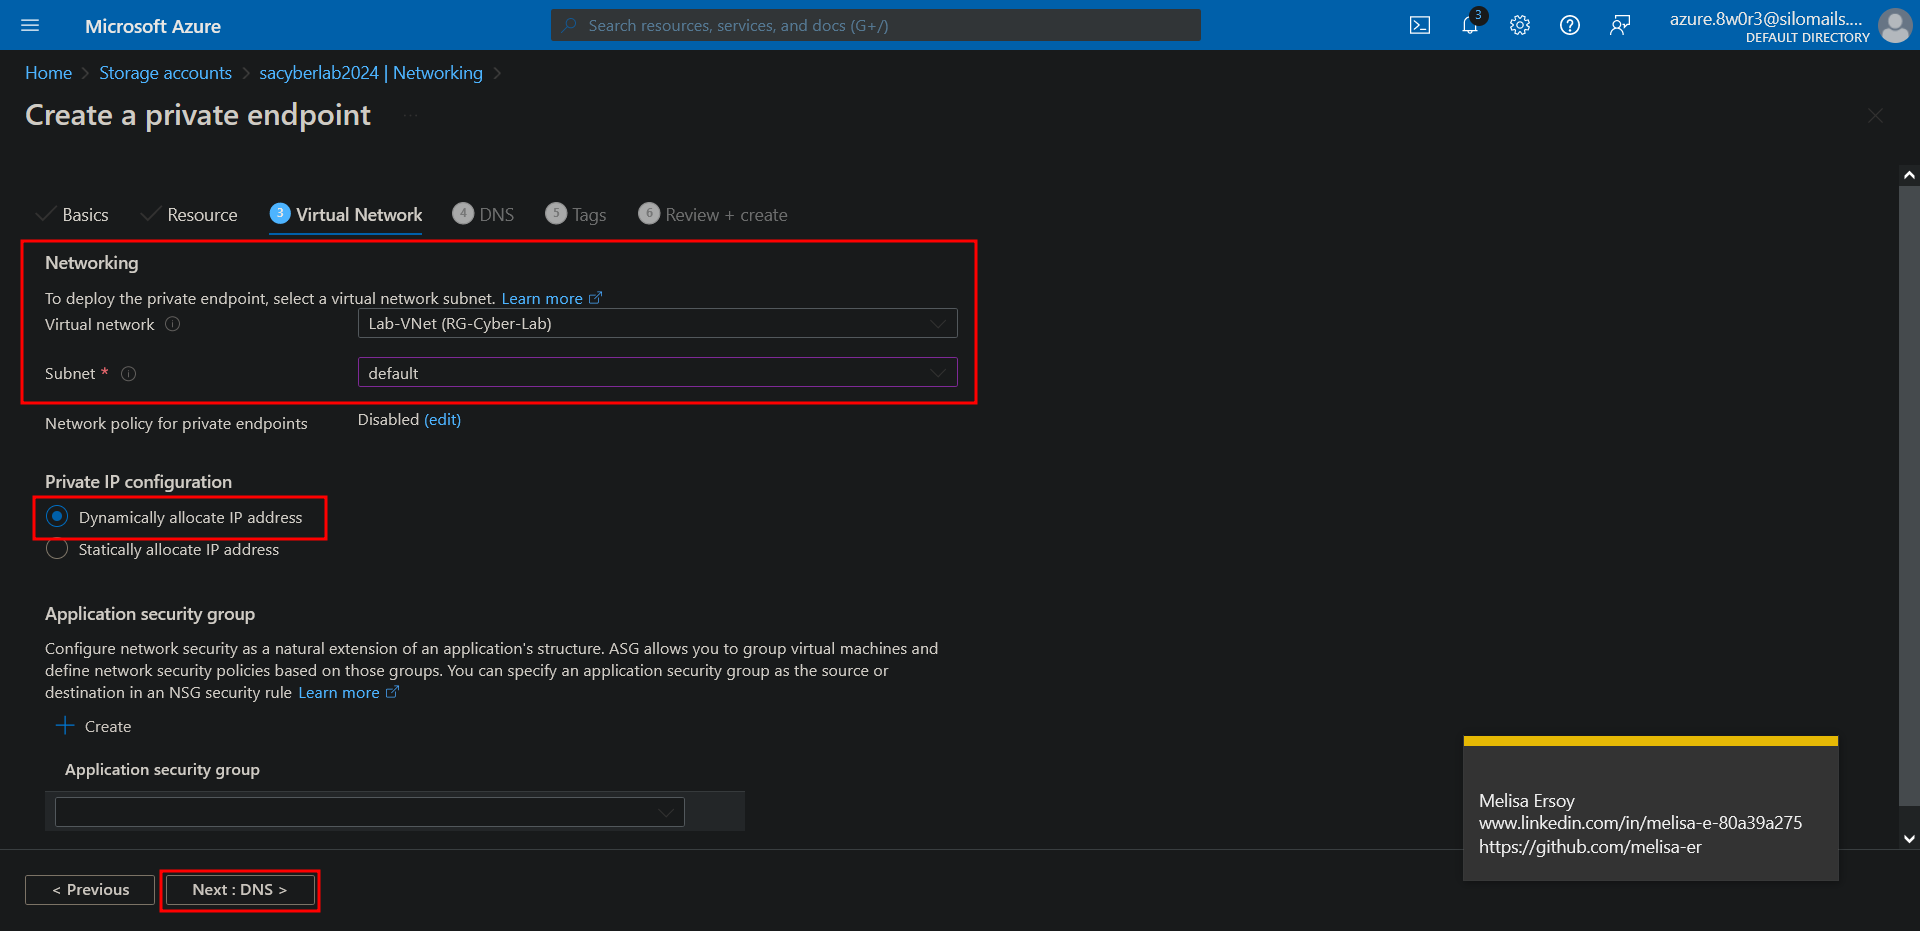 Microsoft Azure
Search resources, services, and docs (G+/)
3
azure.8w0r3@silomails....
DEFAULT DIRECTORY
Home > Storage accounts > sacyberlab2024 | Networking >
Create a private endpoint ...
Basics
Resource
3 Virtual Network
4 DNS
5 Tags
6 Review + create
Networking
To deploy the private endpoint, select a virtual network subnet. Learn more
Virtual network
Lab-VNet (RG-Cyber-Lab)
Subnet *
default
Network policy for private endpoints
Disabled (edit)
Private IP configuration
Dynamically allocate IP address
Statically allocate IP address
Application security group
Configure network security as a natural extension of an application's structure. ASG allows you to group virtual machines and
define network security policies based on those groups. You can specify an application security group as the source or
destination in an NSG security rule Learn more
Create
Application security group
Melisa Ersoy
www.linkedin.com/in/melisa-e-80a39a275
https://github.com/melisa-er
< Previous
Next : DNS >